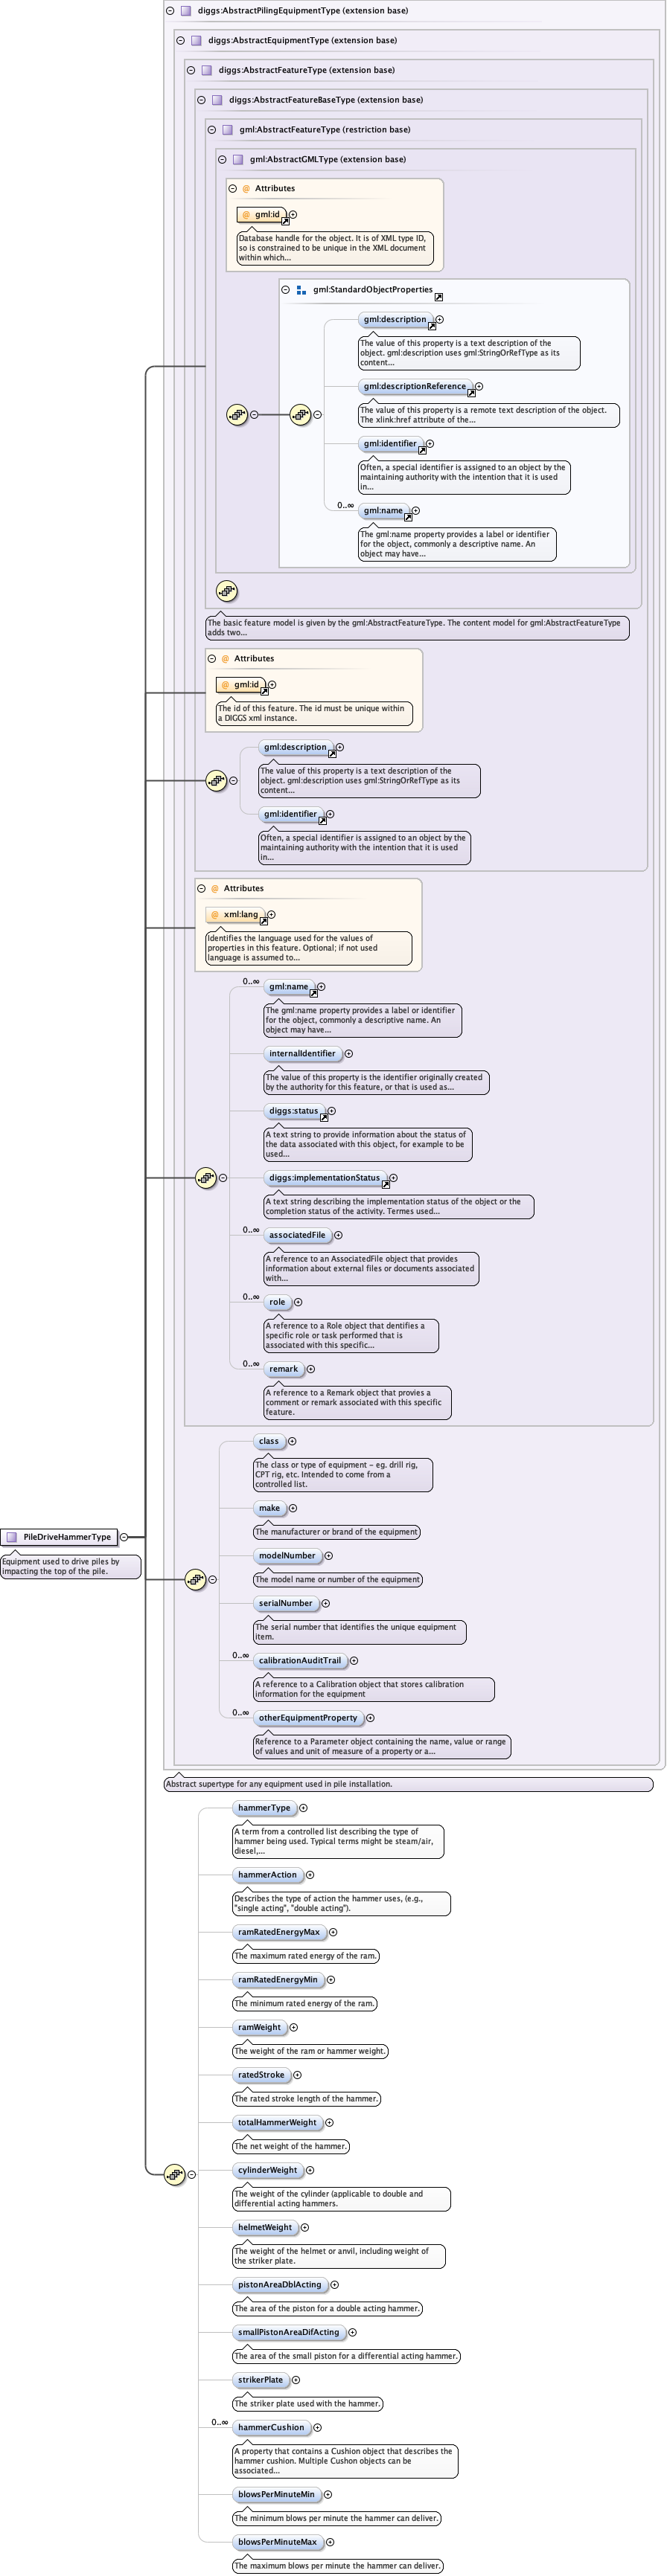 diggs:AbstractPilingEquipmentType (extension base)
diggs:AbstractEquipmentType (extension base)
diggs:AbstractFeatureType (extension base)
diggs:AbstractFeatureBaseType (extension base)
gml:AbstractFeatureType (restriction base)
gml:AbstractGMLType (extension base)
@ Attributes
@ gml:id
Database handle for the object. It is of XML type ID,
so is constrained to be unique in the XML document
within which...
gml:StandardObjectProperties
gml:description
The value of this property is a text description of the
object. gml:description uses gml:StringOrRefType as its
content...
gml:descriptionReference
The value of this property is a remote text description of the object.
The xlink:href attribute of the...
gml:identifier
Often, a special identifier is assigned to an object by the
maintaining authority with the intention that it is used
in...
0..∞
gml:name
The gml:name property provides a label or identifier
for the object, commonly a descriptive name. An
object may have...
The basic feature model is given by the gml:AbstractFeatureType. The content model for gml:AbstractFeatureType
adds two...
@ Attributes
@ gml:id
The id of this feature. The id must be unique within
a DIGGS xml instance.
gml:description
The value of this property is a text description of the
object. gml:description uses gml:StringOrRefType as its
content...
gml:identifier
Often, a special identifier is assigned to an object by the
maintaining authority with the intention that it is used
in...
@ Attributes
@ xml:lang
Identifies the language used for the values of
properties in this feature. Optional; if not used
language is assumed to...
0..∞
gml:name
The gml:name property provides a label or identifier
for the object, commonly a descriptive name. An
object may have...
internalIdentifier
The value of this property is the identifier originally created
by the authority for this feature, or that is used as...
diggs:status
A text string to provide information about the status of
the data associated with this object, for example to be
used...
diggs:implementationStatus
A text string describing the implementation status of the object or the
completion status of the activity. Termes used...
0..∞
associatedFile
A reference to an AssociatedFile object that provides
information about external files or documents associated
with...
0..∞
role
A reference to a Role object that dentifies a
specific role or task performed that is
associated with this specific...
0..∞
remark
A reference to a Remark object that provies a
comment or remark associated with this specific
feature.
class
The class or type of equipment – eg. drill rig,
CPT rig, etc. Intended to come from a
controlled list.
make
The manufacturer or brand of the equipment
PileDriveHammerType
Equipment used to drive piles by
impacting the top of the pile.
modelNumber
The model name or number of the equipment
serialNumber
The serial number that identifies the unique equipment
item.
0..∞
calibrationAuditTrail
A reference to a Calibration object that stores calibration
information for the equipment
0..∞
otherEquipmentProperty
Reference to a Parameter object containing the name, value or range
of values and unit of measure of a property or a...
Abstract supertype for any equipment used in pile installation.
hammerType
A term from a controlled list describing the type of
hammer being used. Typical terms might be steam/air,
diesel,...
hammerAction
Describes the type of action the hammer uses, (e.g.,
"single acting", "double acting").
ramRatedEnergyMax
The maximum rated energy of the ram.
ramRatedEnergyMin
The minimum rated energy of the ram.
ramWeight
The weight of the ram or hammer weight.
ratedStroke
The rated stroke length of the hammer.
totalHammerWeight
The net weight of the hammer.
cylinderWeight
The weight of the cylinder (applicable to double and
differential acting hammers.
helmetWeight
The weight of the helmet or anvil, including weight of
the striker plate.
pistonAreaDblActing
The area of the piston for a double acting hammer.
smallPistonAreaDifActing
The area of the small piston for a differential acting hammer.
strikerPlate
The striker plate used with the hammer.
0..∞
hammerCushion
A property that contains a Cushion object that describes the
hammer cushion. Multiple Cushon objects can be
associated...
blowsPerMinuteMin
The minimum blows per minute the hammer can deliver.
blowsPerMinuteMax
The maximum blows per minute the hammer can deliver.